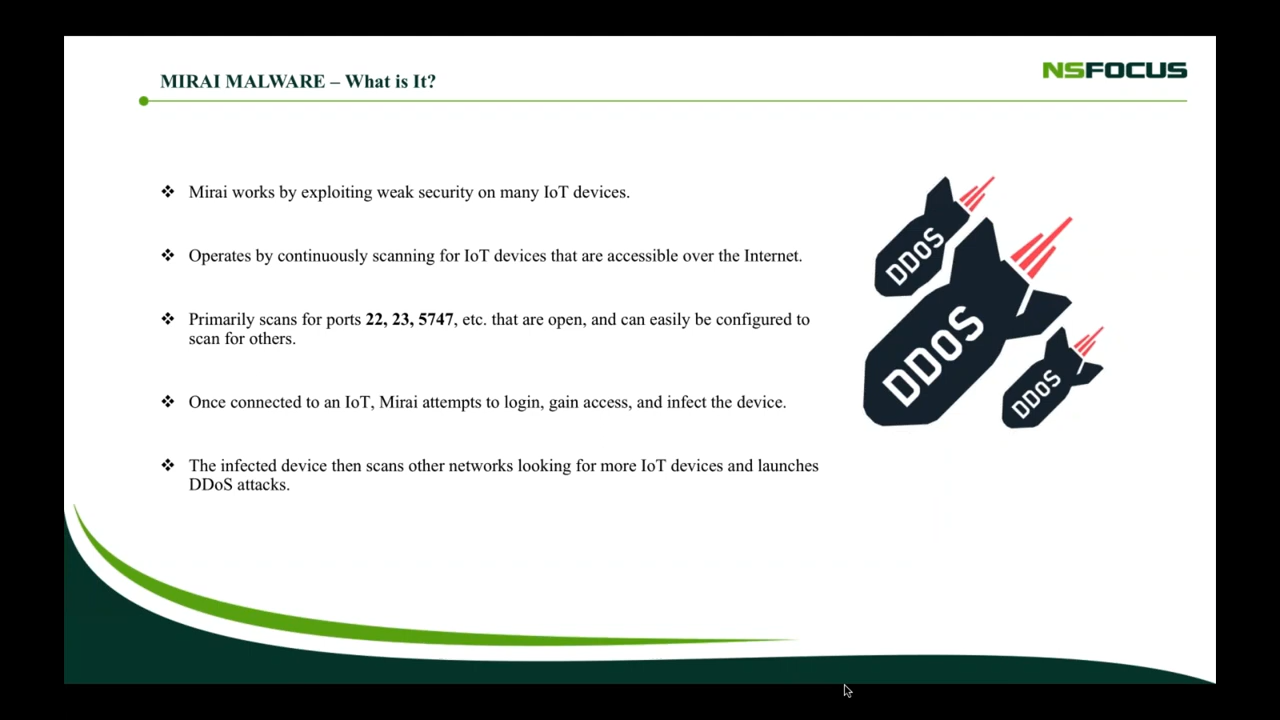 MIRAI MALWARE – What is It?
NSFOCUS
❖ Mirai works by exploiting weak security on many IoT devices.
❖ Operates by continuously scanning for IoT devices that are accessible over the Internet.
❖ Primarily scans for ports 22, 23, 5747, etc. that are open, and can easily be configured to
scan for others.
❖ Once connected to an IoT, Mirai attempts to login, gain access, and infect the device.
❖ The infected device then scans other networks looking for more IoT devices and launches
DDoS attacks.
DDOS
DDOS
DDOS